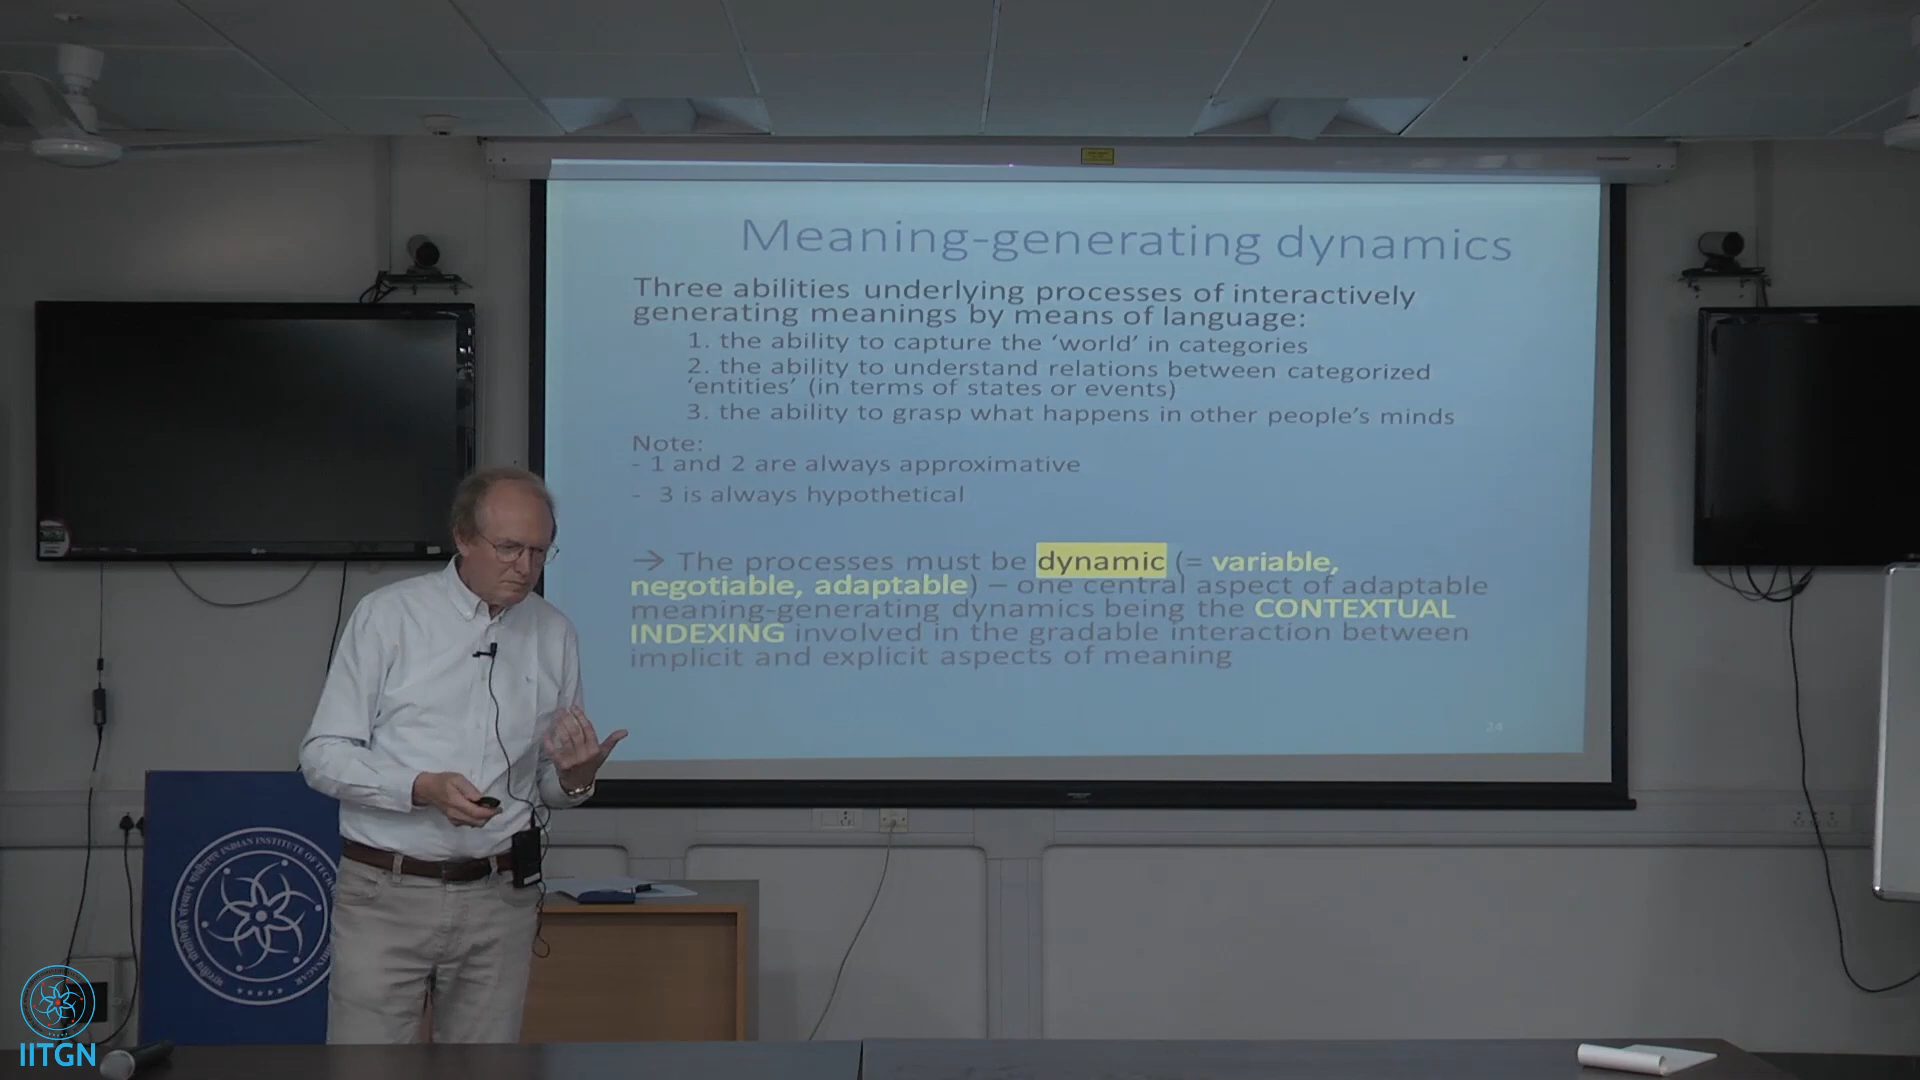 Meaning-generating dynamics
Three abilities underlying processes of interactively
generating meanings by means of language:
1. the ability to capture the ‘world’ in categories
2. the ability to understand relations between categorized
‘entities’ (in terms of states or events)
3. the ability to grasp what happens in other people’s minds
Note:
- 1 and 2 are always approximative
- 3 is always hypothetical
→ The processes must be dynamic (= variable,
negotiable, adaptable) – one central aspect of adaptable
meaning-generating dynamics being the CONTEXTUAL
INDEXING involved in the gradable interaction between
implicit and explicit aspects of meaning
24
LG
INDIAN INSTITUTE OF
IITGN